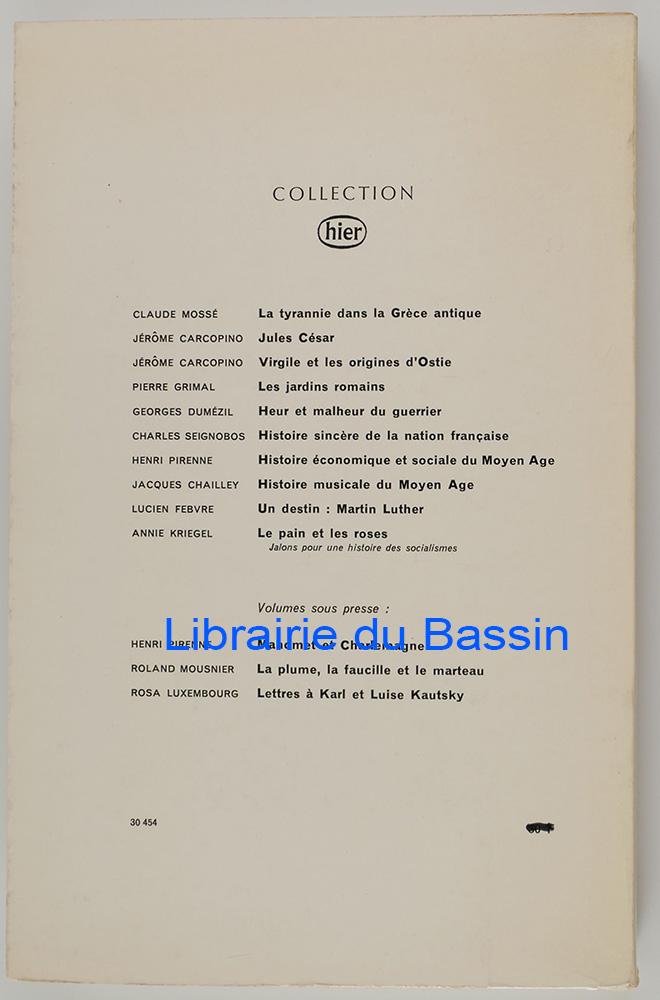 COLLECTION
hier
CLAUDE MOSSÉ La tyrannie dans la Grèce antique
JÉRÔME CARCOPINO Jules César
JÉRÔME CARCOPINO Virgile et les origines d'Ostie
PIERRE GRIMAL Les jardins romains
GEORGES DUMÉZIL Heur et malheur du guerrier
CHARLES SEIGNOBOS Histoire sincère de la nation française
HENRI PIRENNE Histoire économique et sociale du Moyen Age
JACQUES CHAILLEY Histoire musicale du Moyen Age
LUCIEN FEBVRE Un destin : Martin Luther
ANNIE KRIEGEL Le pain et les roses
Jalons pour une histoire des socialismes
Volumes sous presse :
Librairie du Bassin
HENRI PIRENNE Mahomet et Charlemagne
ROLAND MOUSNIER La plume, la faucille et le marteau
ROSA LUXEMBOURG Lettres à Karl et Luise Kautsky
30 454